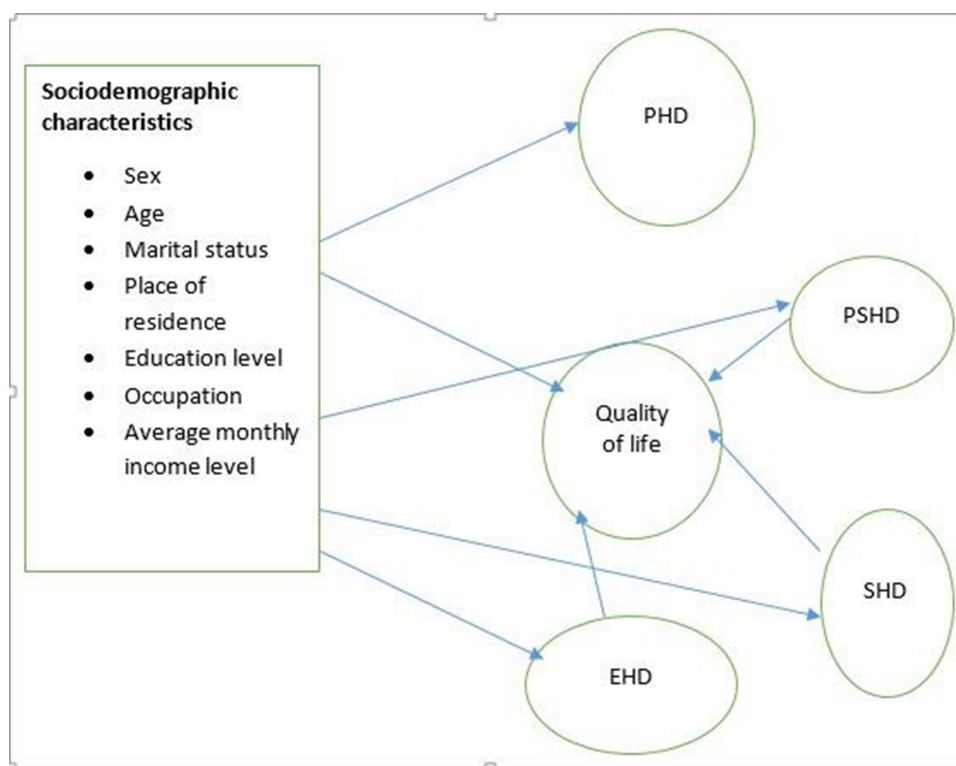 Sociodemographic
characteristics
• Sex
• Age
• Marital status
• Place of
residence
• Education level
• Occupation
• Average monthly
income level
PHD
PSHD
Quality
of life
SHD
EHD